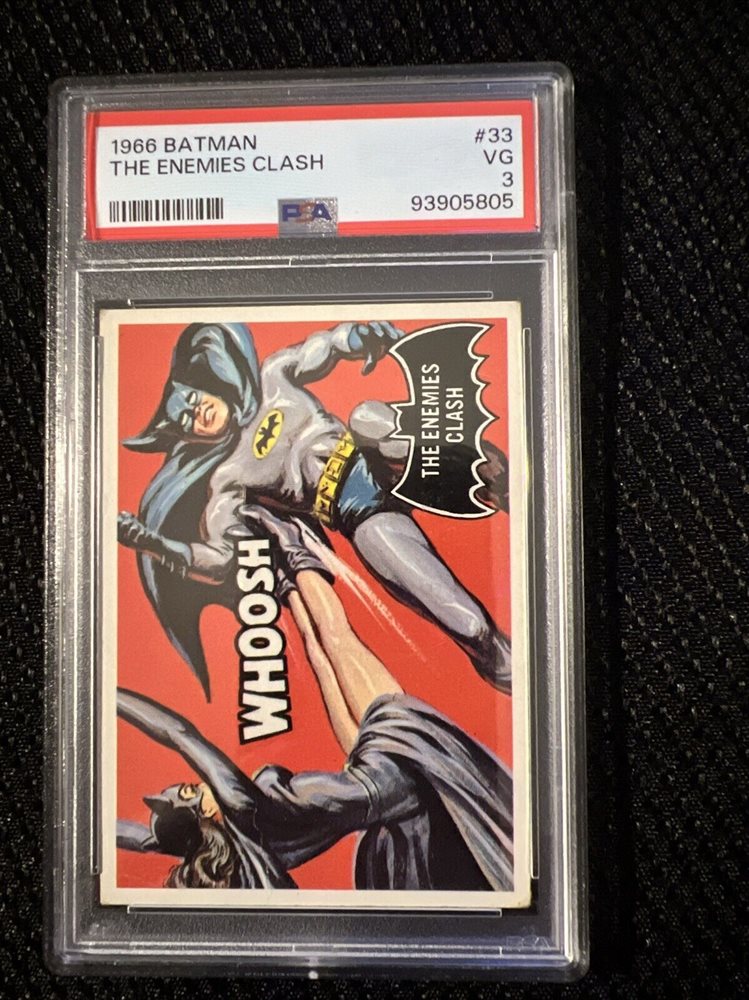 1966 BATMAN
THE ENEMIES CLASH
#33
VG
3
PSA
93905805
THE ENEMIES
CLASH
WHOOSH